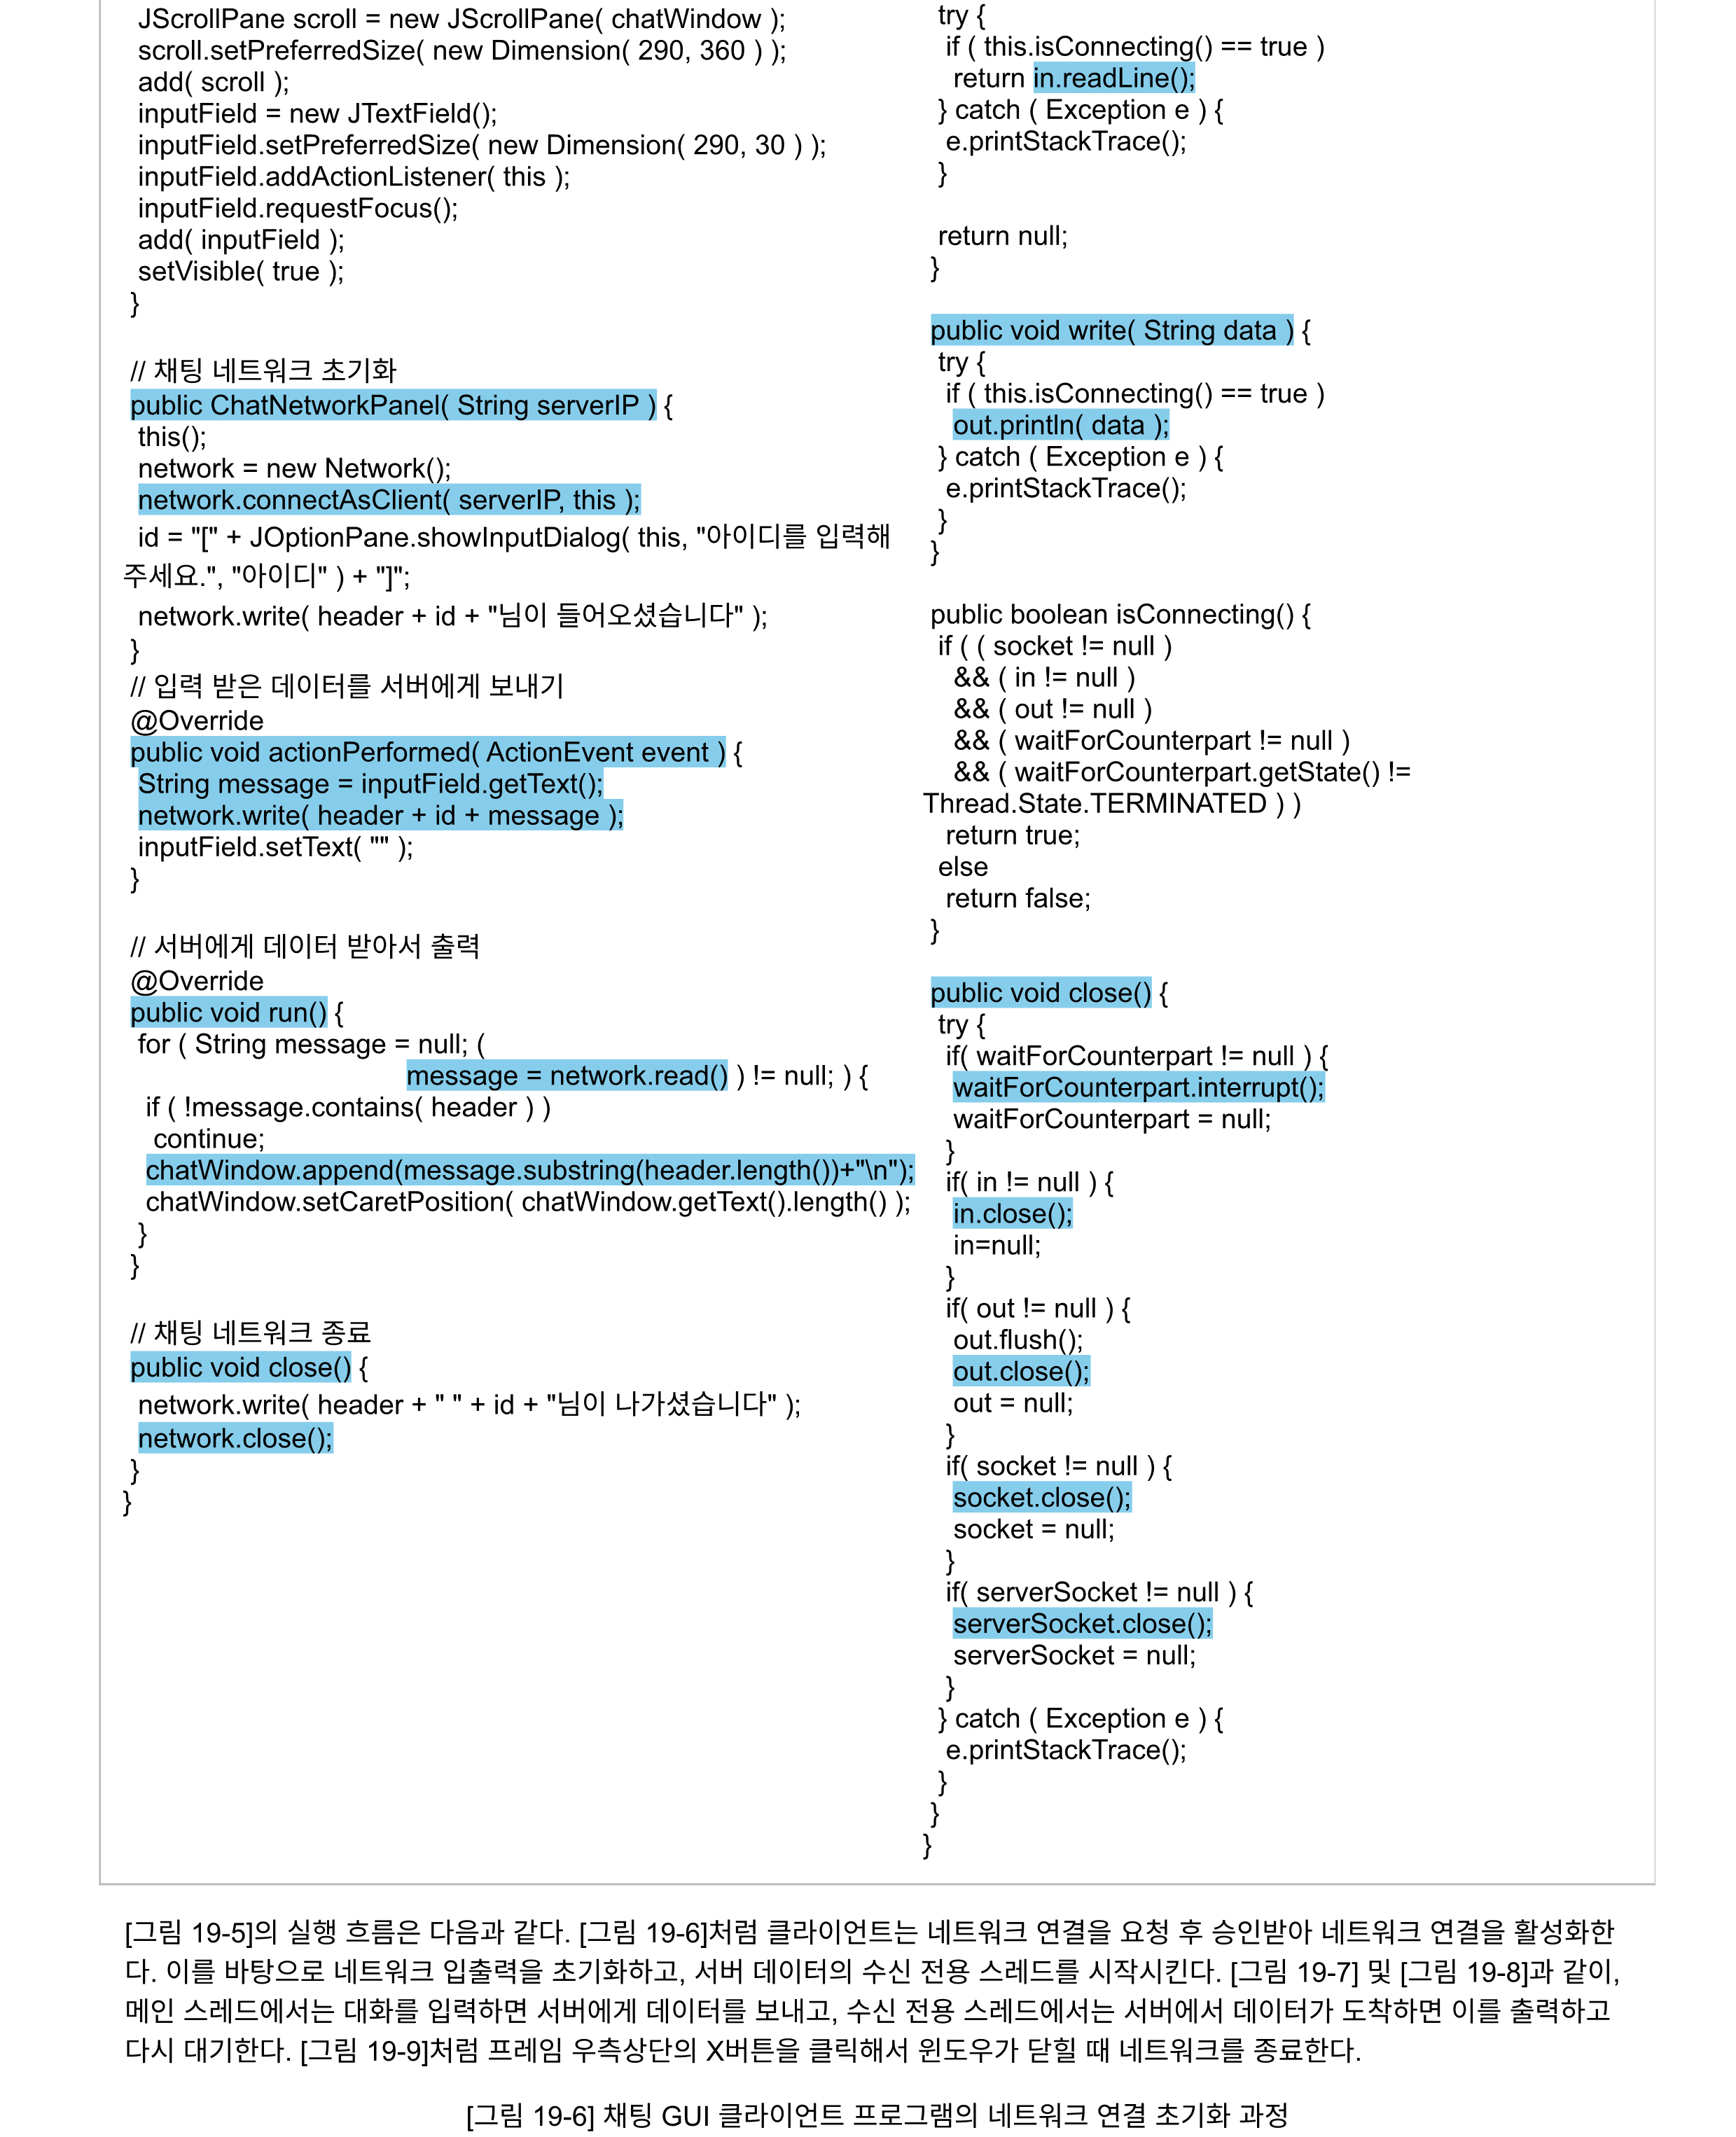 JScrollPane scroll = new JScrollPane( chatWindow );
scroll.setPreferredSize( new Dimension( 290, 360 ) );
add( scroll );
inputField = new JTextField();
inputField.setPreferredSize( new Dimension( 290, 30 ) );
inputField.addActionListener( this );
inputField.requestFocus();
add( inputField );
setVisible( true );
}
// 채팅 네트워크 초기화
public ChatNetworkPanel( String serverIP ) {
this();
network = new Network();
network.connectAsClient( serverIP, this );
id = "[" + JOptionPane.showInputDialog( this, "아이디를 입력해
주세요.", "아이디" ) + "]";
network.write( header + id + "님이 들어오셨습니다" );
}
// 입력 받은 데이터를 서버에게 보내기
@Override
public void actionPerformed( ActionEvent event ) {
String message = inputField.getText();
network.write( header + id + message );
inputField.setText( "" );
}
// 서버에게 데이터 받아서 출력
@Override
public void run() {
for ( String message = null; (
message = network.read() ) != null; ) {
if ( !message.contains( header ) )
continue;
chatWindow.append(message.substring(header.length())+"\n");
chatWindow.setCaretPosition( chatWindow.getText().length() );
}
}
// 채팅 네트워크 종료
public void close() {
network.write( header + " " + id + "님이 나가셨습니다" );
network.close();
}
}
try {
if ( this.isConnecting() == true )
return in.readLine();
} catch ( Exception e ) {
e.printStackTrace();
}
return null;
}
public void write( String data ) {
try {
if ( this.isConnecting() == true )
out.println( data );
} catch ( Exception e ) {
e.printStackTrace();
}
}
public boolean isConnecting() {
if ( ( socket != null )
&& ( in != null )
&& ( out != null )
&& ( waitForCounterpart != null )
&& ( waitForCounterpart.getState() !=
Thread.State.TERMINATED ) )
return true;
else
return false;
}
public void close() {
try {
if( waitForCounterpart != null ) {
waitForCounterpart.interrupt();
waitForCounterpart = null;
}
if( in != null ) {
in.close();
in=null;
}
if( out != null ) {
out.flush();
out.close();
out = null;
}
if( socket != null ) {
socket.close();
socket = null;
}
if( serverSocket != null ) {
serverSocket.close();
serverSocket = null;
}
} catch ( Exception e ) {
e.printStackTrace();
}
}
}
[그림 19-5]의 실행 흐름은 다음과 같다. [그림 19-6]처럼 클라이언트는 네트워크 연결을 요청 후 승인받아 네트워크 연결을 활성화한
다. 이를 바탕으로 네트워크 입출력을 초기화하고, 서버 데이터의 수신 전용 스레드를 시작시킨다. [그림 19-7] 및 [그림 19-8]과 같이,
메인 스레드에서는 대화를 입력하면 서버에게 데이터를 보내고, 수신 전용 스레드에서는 서버에서 데이터가 도착하면 이를 출력하고
다시 대기한다. [그림 19-9]처럼 프레임 우측상단의 X버튼을 클릭해서 윈도우가 닫힐 때 네트워크를 종료한다.
[그림 19-6] 채팅 GUI 클라이언트 프로그램의 네트워크 연결 초기화 과정